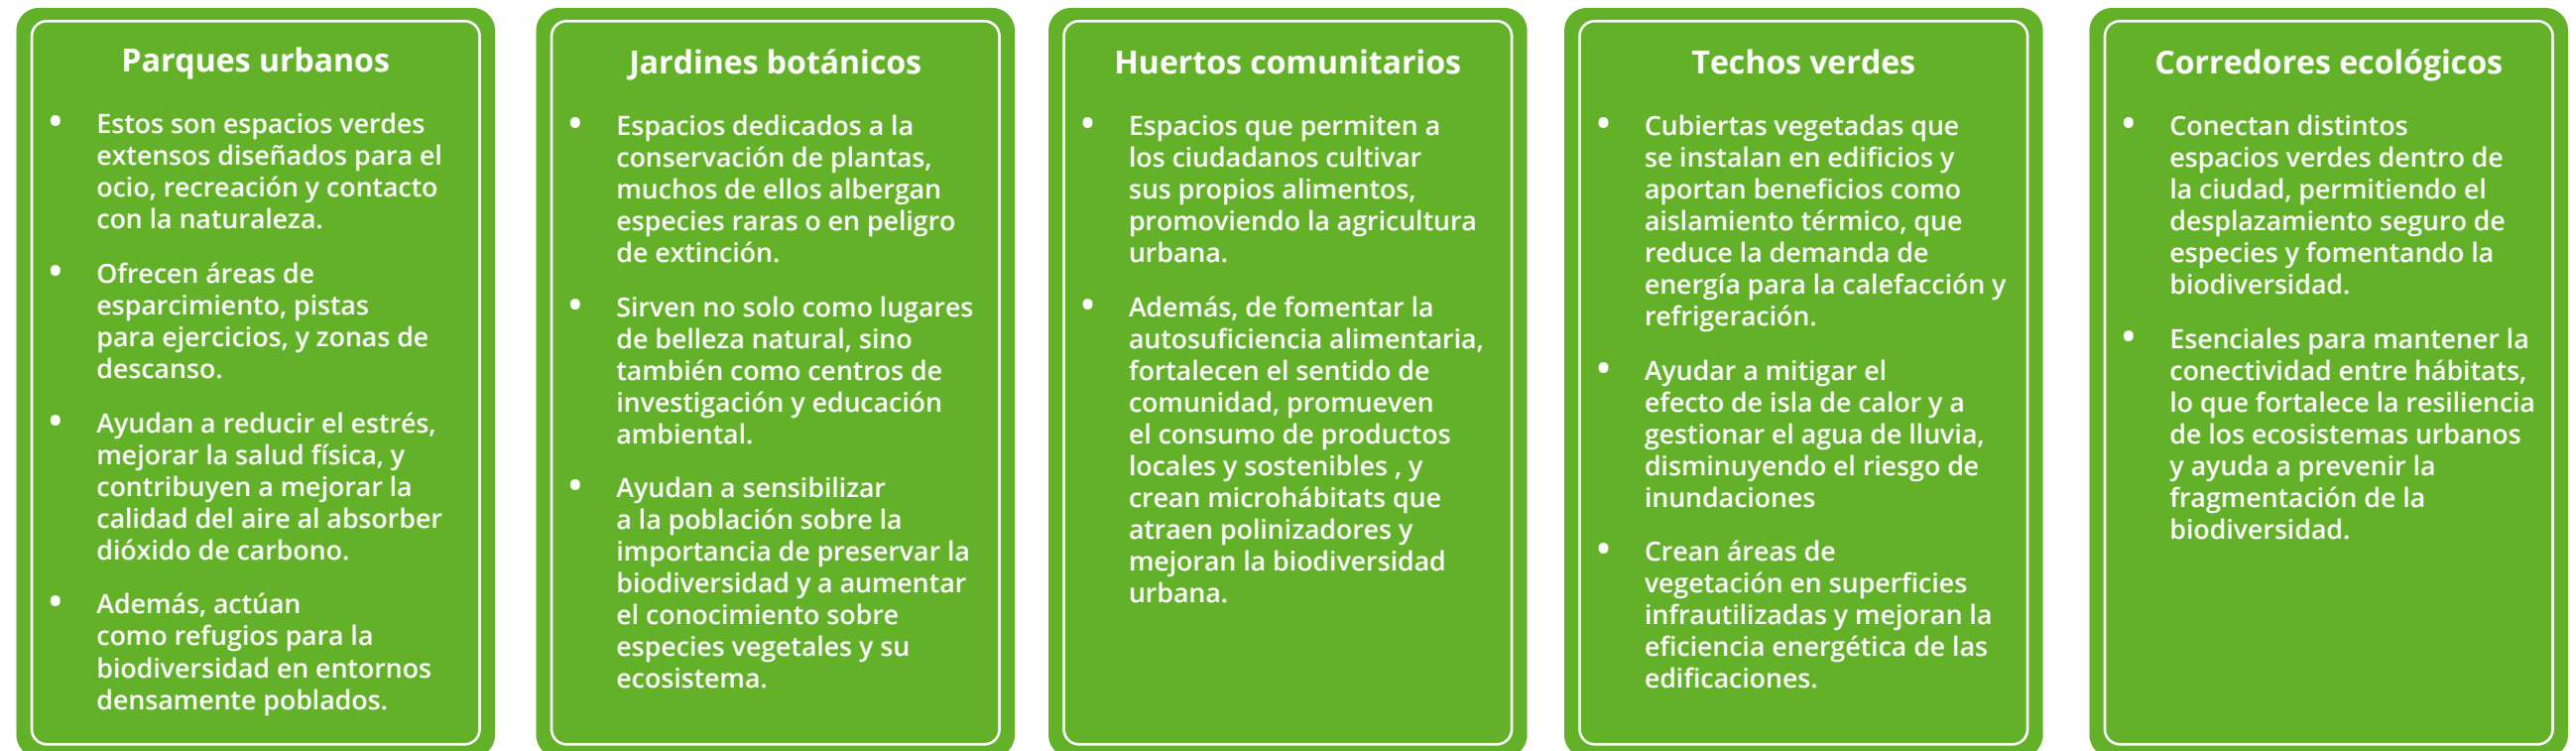 Parques urbanos
• Estos son espacios verdes
extensos diseñados para el
ocio, recreación y contacto
con la naturaleza.
• Ofrecen áreas de
esparcimiento, pistas
para ejercicios, y zonas de
descanso.
• Ayudan a reducir el estrés,
mejorar la salud física, y
contribuyen a mejorar la
calidad del aire al absorber
dióxido de carbono.
• Además, actúan
como refugios para la
biodiversidad en entornos
densamente poblados.
Jardines botánicos
• Espacios dedicados a la
conservación de plantas,
muchos de ellos albergan
especies raras o en peligro
de extinción.
• Sirven no solo como lugares
de belleza natural, sino
también como centros de
investigación y educación
ambiental.
• Ayudan a sensibilizar
a la población sobre la
importancia de preservar la
biodiversidad y a aumentar
el conocimiento sobre
especies vegetales y su
ecosistema.
Huertos comunitarios
• Espacios que permiten a
los ciudadanos cultivar
sus propios alimentos,
promoviendo la agricultura
urbana.
• Además, de fomentar la
autosuficiencia alimentaria,
fortalecen el sentido de
comunidad, promueven
el consumo de productos
locales y sostenibles , y
crean microhábitats que
atraen polinizadores y
mejoran la biodiversidad
urbana.
Techos verdes
• Cubiertas vegetadas que
se instalan en edificios y
aportan beneficios como
aislamiento térmico, que
reduce la demanda de
energía para la calefacción y
refrigeración.
• Ayudar a mitigar el
efecto de isla de calor y a
gestionar el agua de lluvia,
disminuyendo el riesgo de
inundaciones
• Crean áreas de
vegetación en superficies
infrautilizadas y mejoran la
eficiencia energética de las
edificaciones.
Corredores ecológicos
• Conectan distintos
espacios verdes dentro de
la ciudad, permitiendo el
desplazamiento seguro de
especies y fomentando la
biodiversidad.
• Esenciales para mantener la
conectividad entre hábitats,
lo que fortalece la resiliencia
de los ecosistemas urbanos
y ayuda a prevenir la
fragmentación de la
biodiversidad.